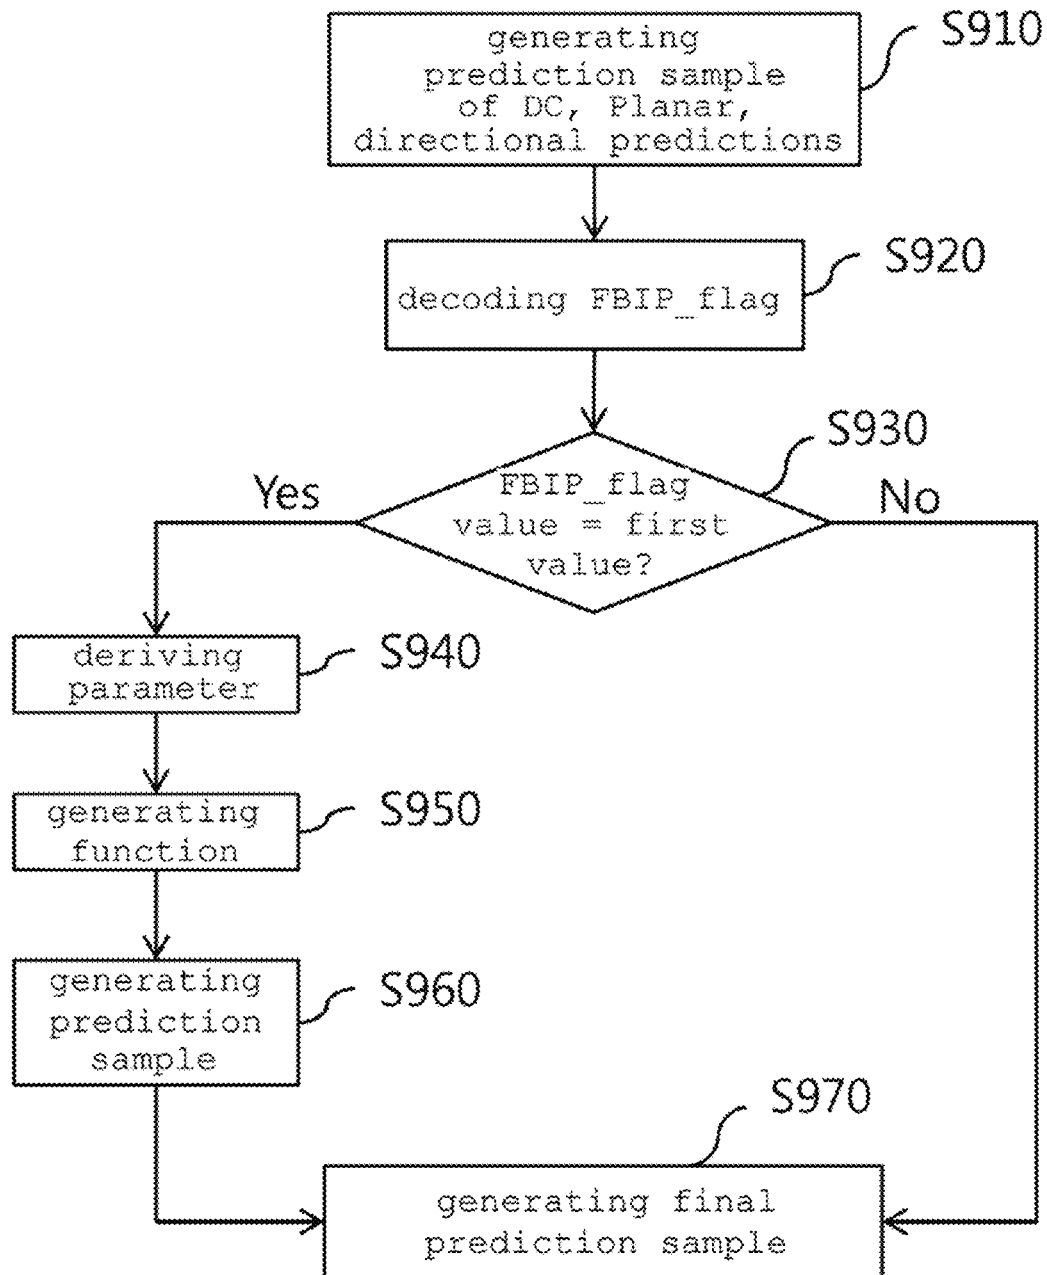 generating
prediction sample
of DC, Planar,
directional predictions
S910
decoding FBIP_flag
S920
S930
Yes
FBIP_flag
value = first
value?
No
deriving
parameter
S940
generating
function
S950
generating
prediction
sample
S960
S970
generating final
prediction sample